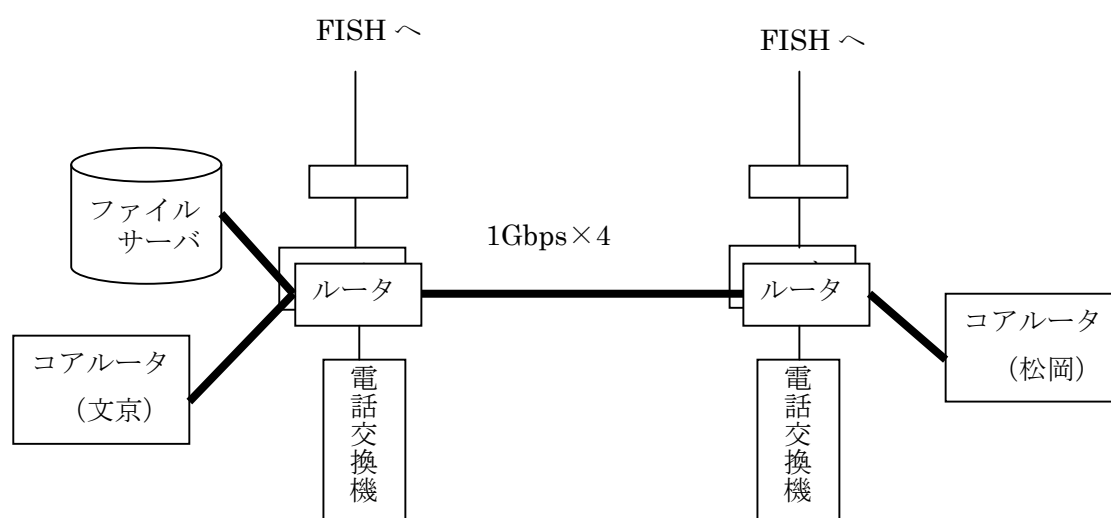 FISH へ
FISH へ
ファイル
サーバ
1Gbps×4
ルータ
ルータ
コアルータ
(文京)
コアルータ
(松岡)
電話交換機
電話交換機